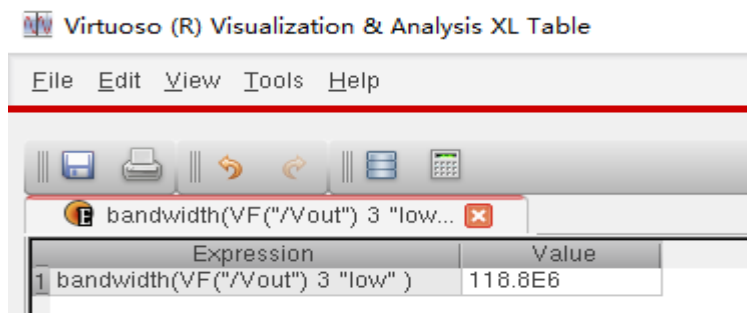 Virtuoso (R) Visualization & Analysis XL Table
File Edit View Tools Help
bandwidth(VF("/Vout") 3 "low...
Expression Value
1 bandwidth(VF("/Vout") 3 "low" ) 118.8E6